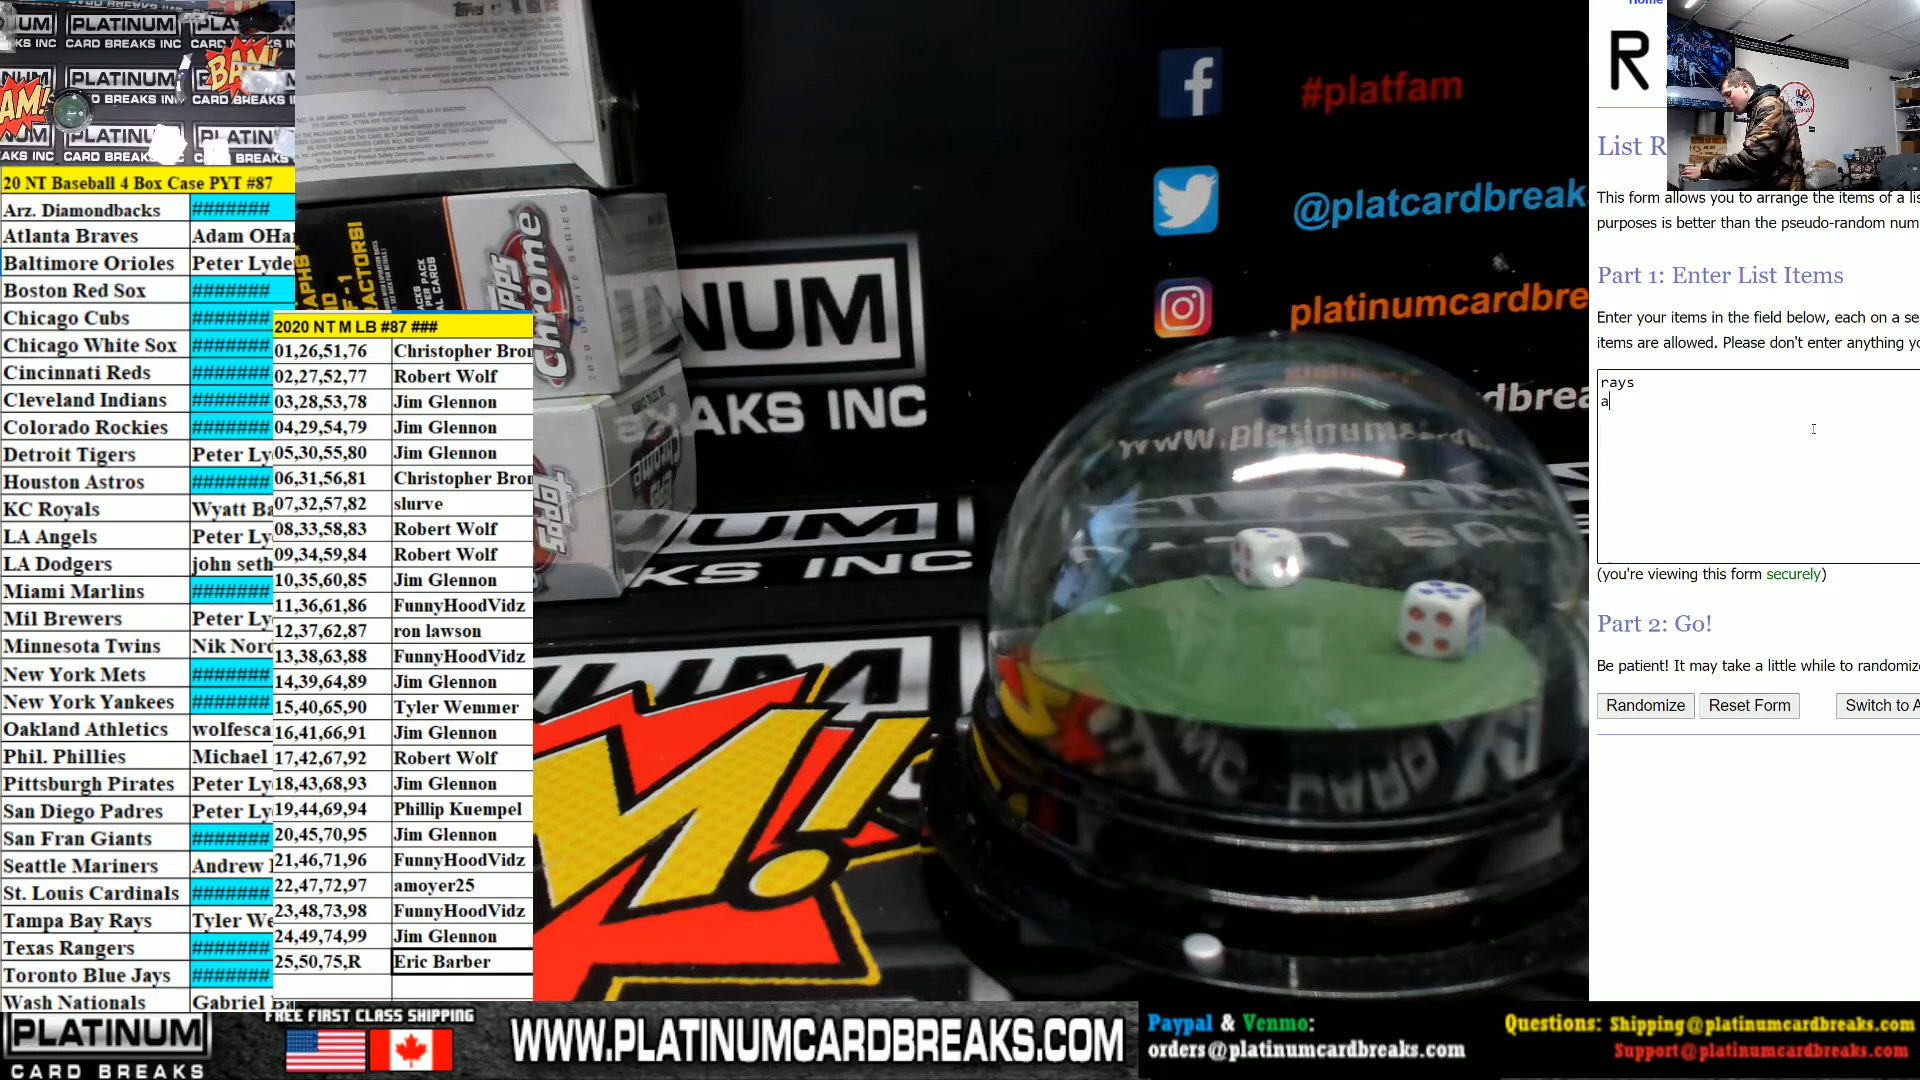 PLATINUM
CARD BREAKS INC
BAM!
20 NT Baseball 4 Box Case PYT #87
Arz. Diamondbacks #######
Atlanta Braves Adam OHar
Baltimore Orioles Peter Lyder
Boston Red Sox #######
Chicago Cubs #######
Chicago White Sox #######
Cincinnati Reds #######
Cleveland Indians #######
Colorado Rockies #######
Detroit Tigers Peter Ly
Houston Astros #######
KC Royals Wyatt Ba
LA Angels Peter Ly
LA Dodgers john seth
Miami Marlins #######
Mil Brewers Peter Ly
Minnesota Twins Nik Nord
New York Mets #######
New York Yankees #######
Oakland Athletics wolfesca
Phil. Phillies Michael
Pittsburgh Pirates Peter Ly
San Diego Padres Peter Ly
San Fran Giants #######
Seattle Mariners Andrew
St. Louis Cardinals #######
Tampa Bay Rays Tyler We
Texas Rangers #######
Toronto Blue Jays #######
Wash Nationals Gabriel Ba
2020 NT MLB #87 ###
01,26,51,76 Christopher Bron
02,27,52,77 Robert Wolf
03,28,53,78 Jim Glennon
04,29,54,79 Jim Glennon
05,30,55,80 Jim Glennon
06,31,56,81 Christopher Bron
07,32,57,82 slurve
08,33,58,83 Robert Wolf
09,34,59,84 Robert Wolf
10,35,60,85 Jim Glennon
11,36,61,86 FunnyHoodVidz
12,37,62,87 ron lawson
13,38,63,88 FunnyHoodVidz
14,39,64,89 Jim Glennon
15,40,65,90 Tyler Wemmer
16,41,66,91 Jim Glennon
17,42,67,92 Robert Wolf
18,43,68,93 Jim Glennon
19,44,69,94 Phillip Kuempel
20,45,70,95 Jim Glennon
21,46,71,96 FunnyHoodVidz
22,47,72,97 amoyer25
23,48,73,98 FunnyHoodVidz
24,49,74,99 Jim Glennon
25,50,75,R Eric Barber
topps
Chrome
2020 UPDATE SERIES
#platfam
@platcardbreaks
platinumcardbre
Home
R
List R
This form allows you to arrange the items of a lis
purposes is better than the pseudo-random num
Part 1: Enter List Items
Enter your items in the field below, each on a se
items are allowed. Please don't enter anything yo
rays
a
(you're viewing this form securely)
Part 2: Go!
Be patient! It may take a little while to randomize
Randomize Reset Form Switch to A
PLATINUM
CARD BREAKS
FREE FIRST CLASS SHIPPING
WWW.PLATINUMCARDBREAKS.COM
Paypal & Venmo:
orders@platinumcardbreaks.com
Questions: Shipping@platinumcardbreaks.com
Support@platinumcardbreaks.com